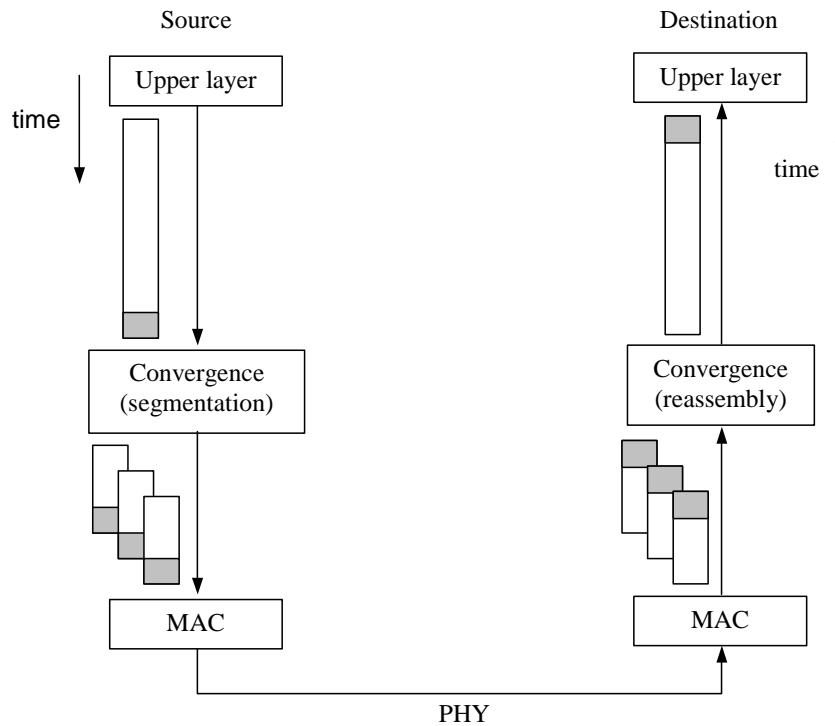 Source
Destination
Upper layer
Upper layer
time
time
Convergence
(segmentation)
Convergence
(reassembly)
MAC
MAC
PHY